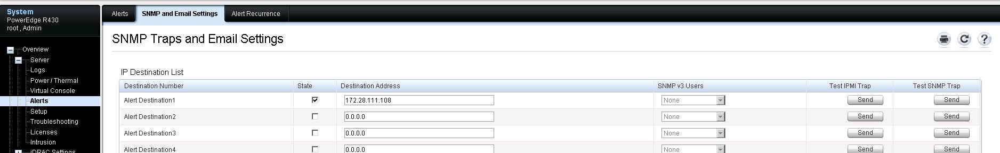 System
PowerEdge R430
root , Admin
Alerts
SNMP and Email Settings
Alert Recurrence
Overview
Server
Logs
Power / Thermal
Virtual Console
Alerts
Setup
Troubleshooting
Licenses
Intrusion
iDRAC Settings
SNMP Traps and Email Settings
?
IP Destination List
Destination Number State Destination Address SNMP v3 Users Test IPMI Trap Test SNMP Trap
Alert Destination1 172.28.111.108 None Send Send
Alert Destination2 0.0.0.0 None Send Send
Alert Destination3 0.0.0.0 None Send Send
Alert Destination4 0.0.0.0 None Send Send